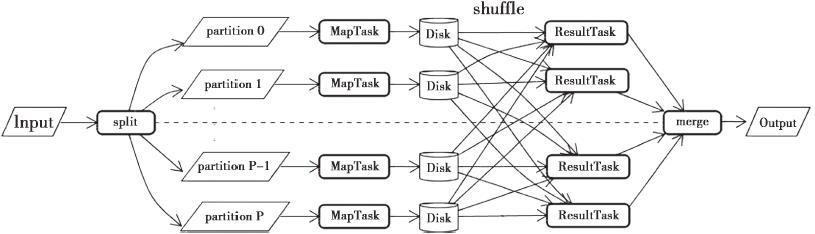 shuffle
partition 0
MapTask
Disk
ResultTask
partition 1
MapTask
Disk
ResultTask
Input
split
merge
Output
partition P-1
MapTask
Disk
ResultTask
partition P
MapTask
Disk
ResultTask